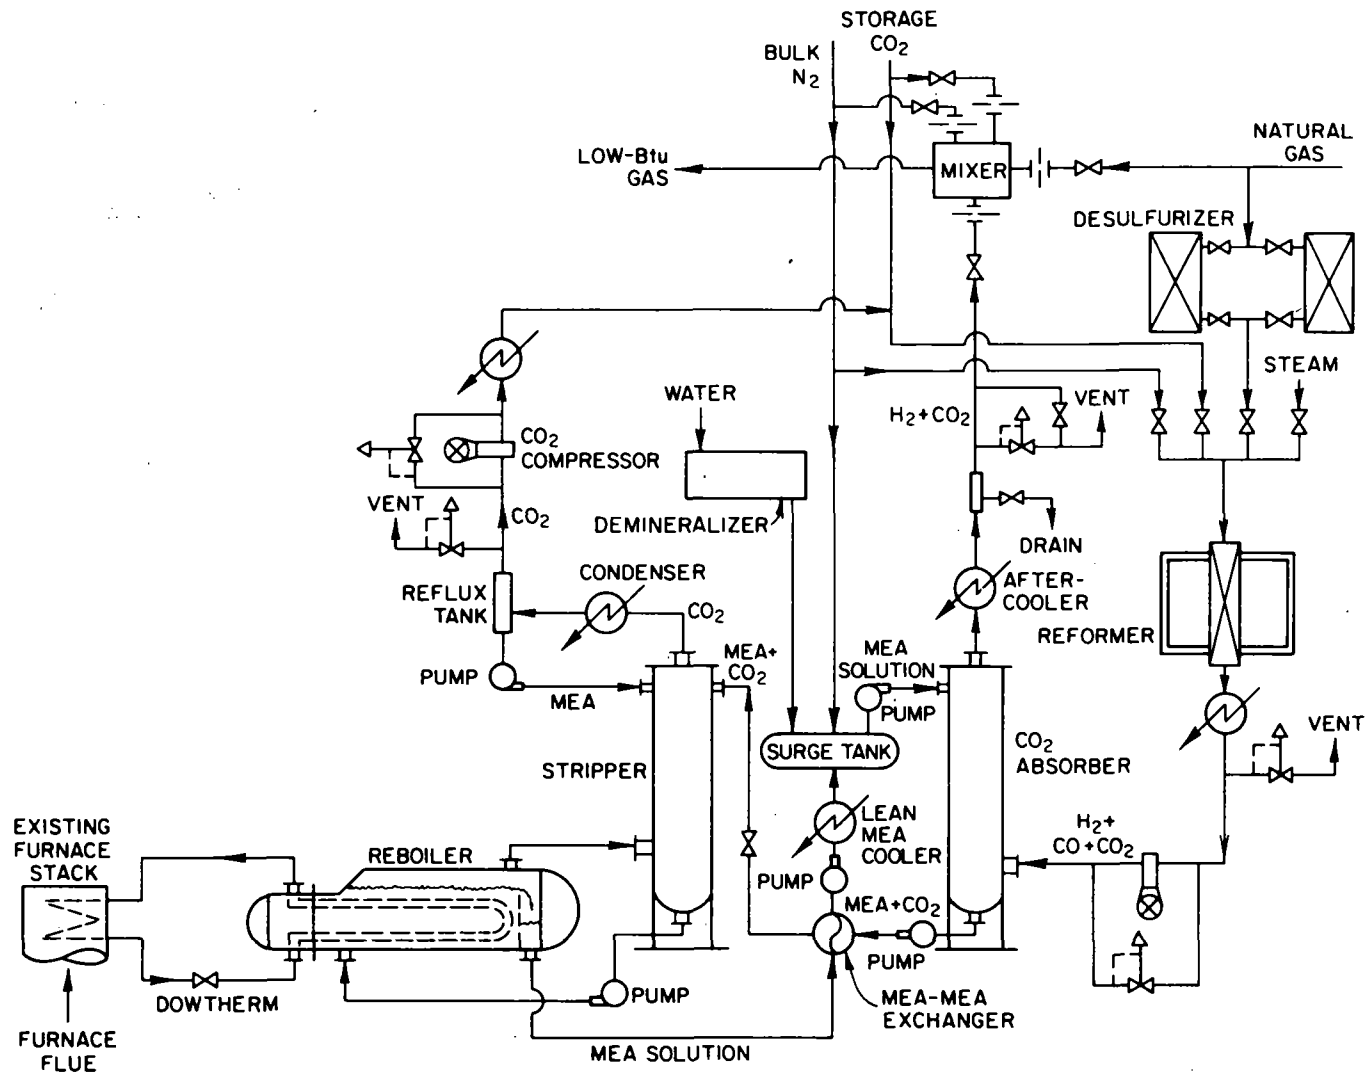 STORAGE
CO2
BULK
N2
NATURAL
GAS
LOW-Btu
GAS
MIXER
DESULFURIZER
STEAM
WATER
H2+CO2
VENT
CO2
COMPRESSOR
VENT
CO2
DEMINERALIZER
DRAIN
CONDENSER
AFTER-
COOLER
REFLUX
TANK
CO2
REFORMER
MEA+
CO2
MEA
SOLUTION
PUMP
MEA
PUMP
VENT
SURGE TANK
CO2
ABSORBER
STRIPPER
LEAN
MEA
COOLER
H2+
CO+CO2
EXISTING
FURNACE
STACK
REBOILER
PUMP
MEA+CO2
PUMP
DOWTHERM
PUMP
MEA-MEA
EXCHANGER
FURNACE
FLUE
MEA SOLUTION